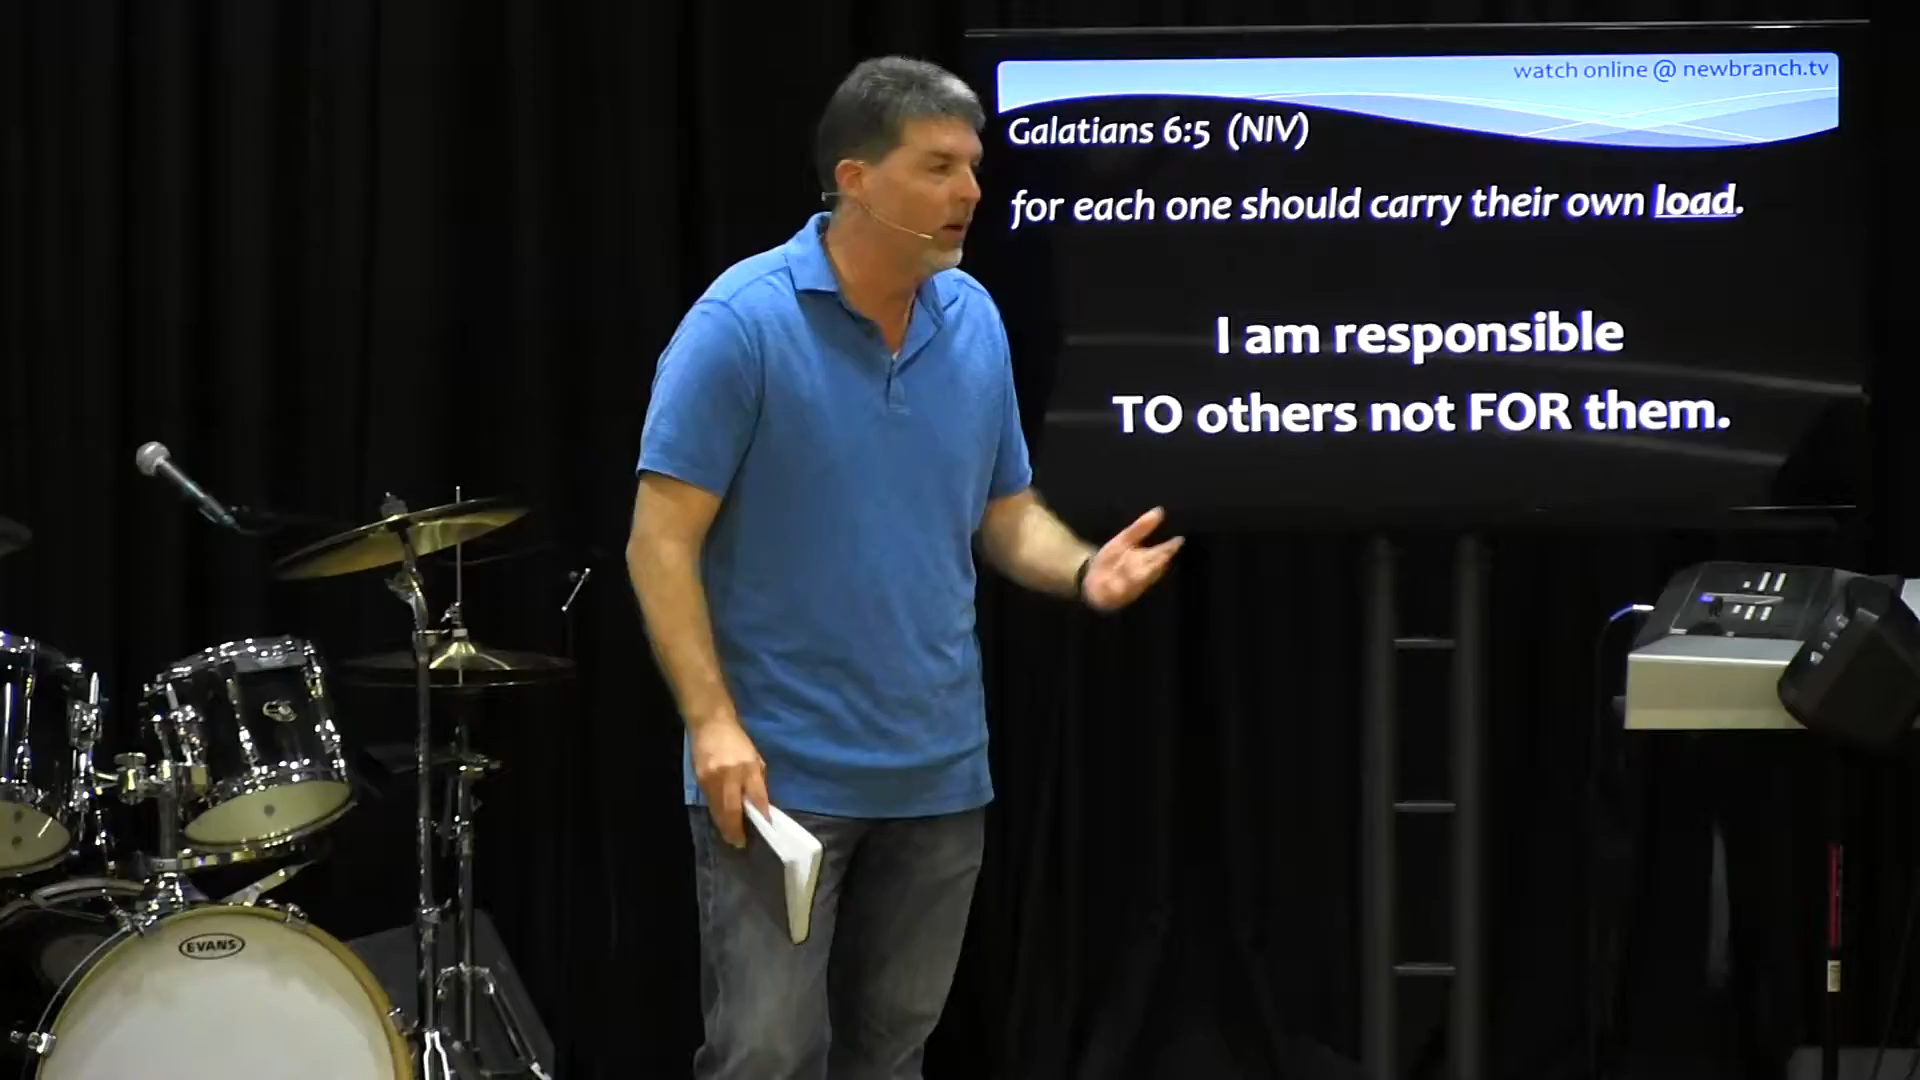 watch online @ newbranch.tv
Galatians 6:5 (NIV)
for each one should carry their own load.
I am responsible
TO others not FOR them.
EVANS